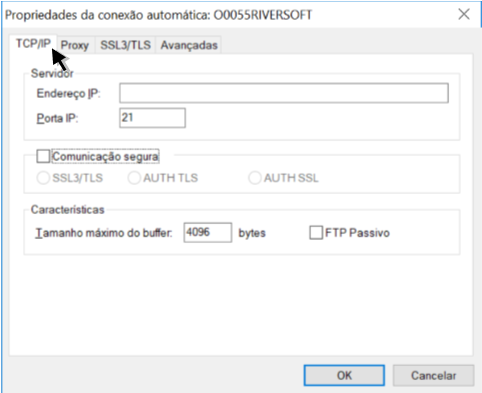 Propriedades da conexão automática: O0055RIVERSOFT
TCP/IP Proxy SSL3/TLS Avançadas
Servidor
Endereço IP:
Porta IP: 21
Comunicação segura
SSL3/TLS AUTH TLS AUTH SSL
Características
Tamanho máximo do buffer: 4096 bytes FTP Passivo
OK Cancelar